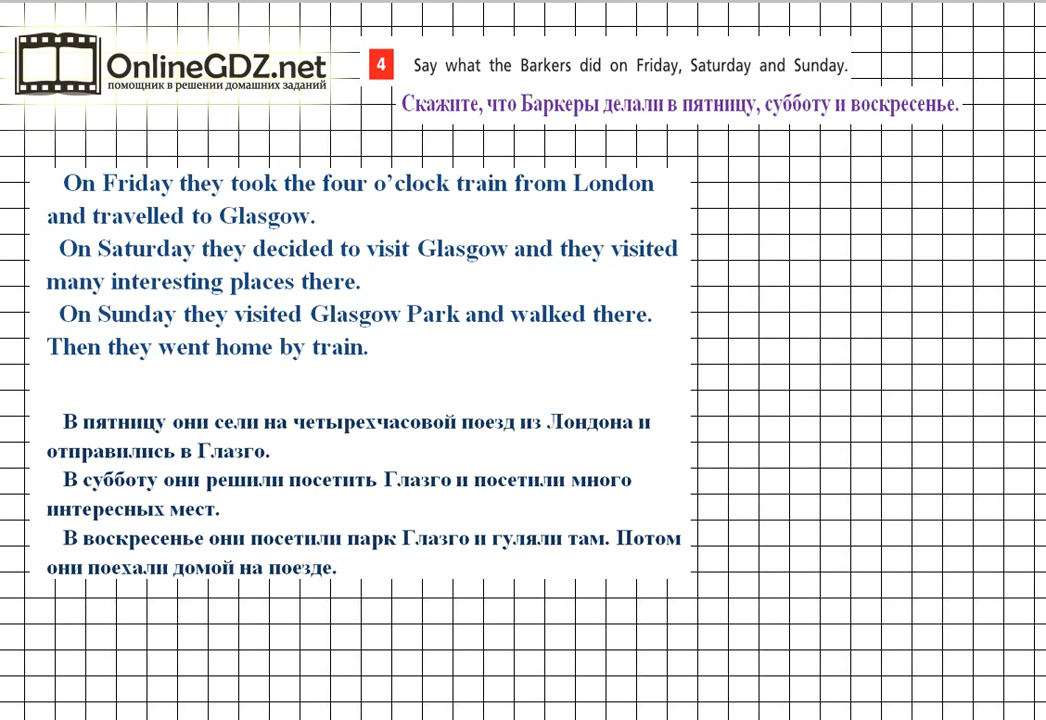 OnlineGDZ.net
помощник в решении домашних заданий
4 Say what the Barkers did on Friday, Saturday and Sunday.
Скажите, что Баркеры делали в пятницу, субботу и воскресенье.
On Friday they took the four o’clock train from London
and travelled to Glasgow.
On Saturday they decided to visit Glasgow and they visited
many interesting places there.
On Sunday they visited Glasgow Park and walked there.
Then they went home by train.
В пятницу они сели на четырехчасовой поезд из Лондона и
отправились в Глазго.
В субботу они решили посетить Глазго и посетили много
интересных мест.
В воскресенье они посетили парк Глазго и гуляли там. Потом
они поехали домой на поезде.